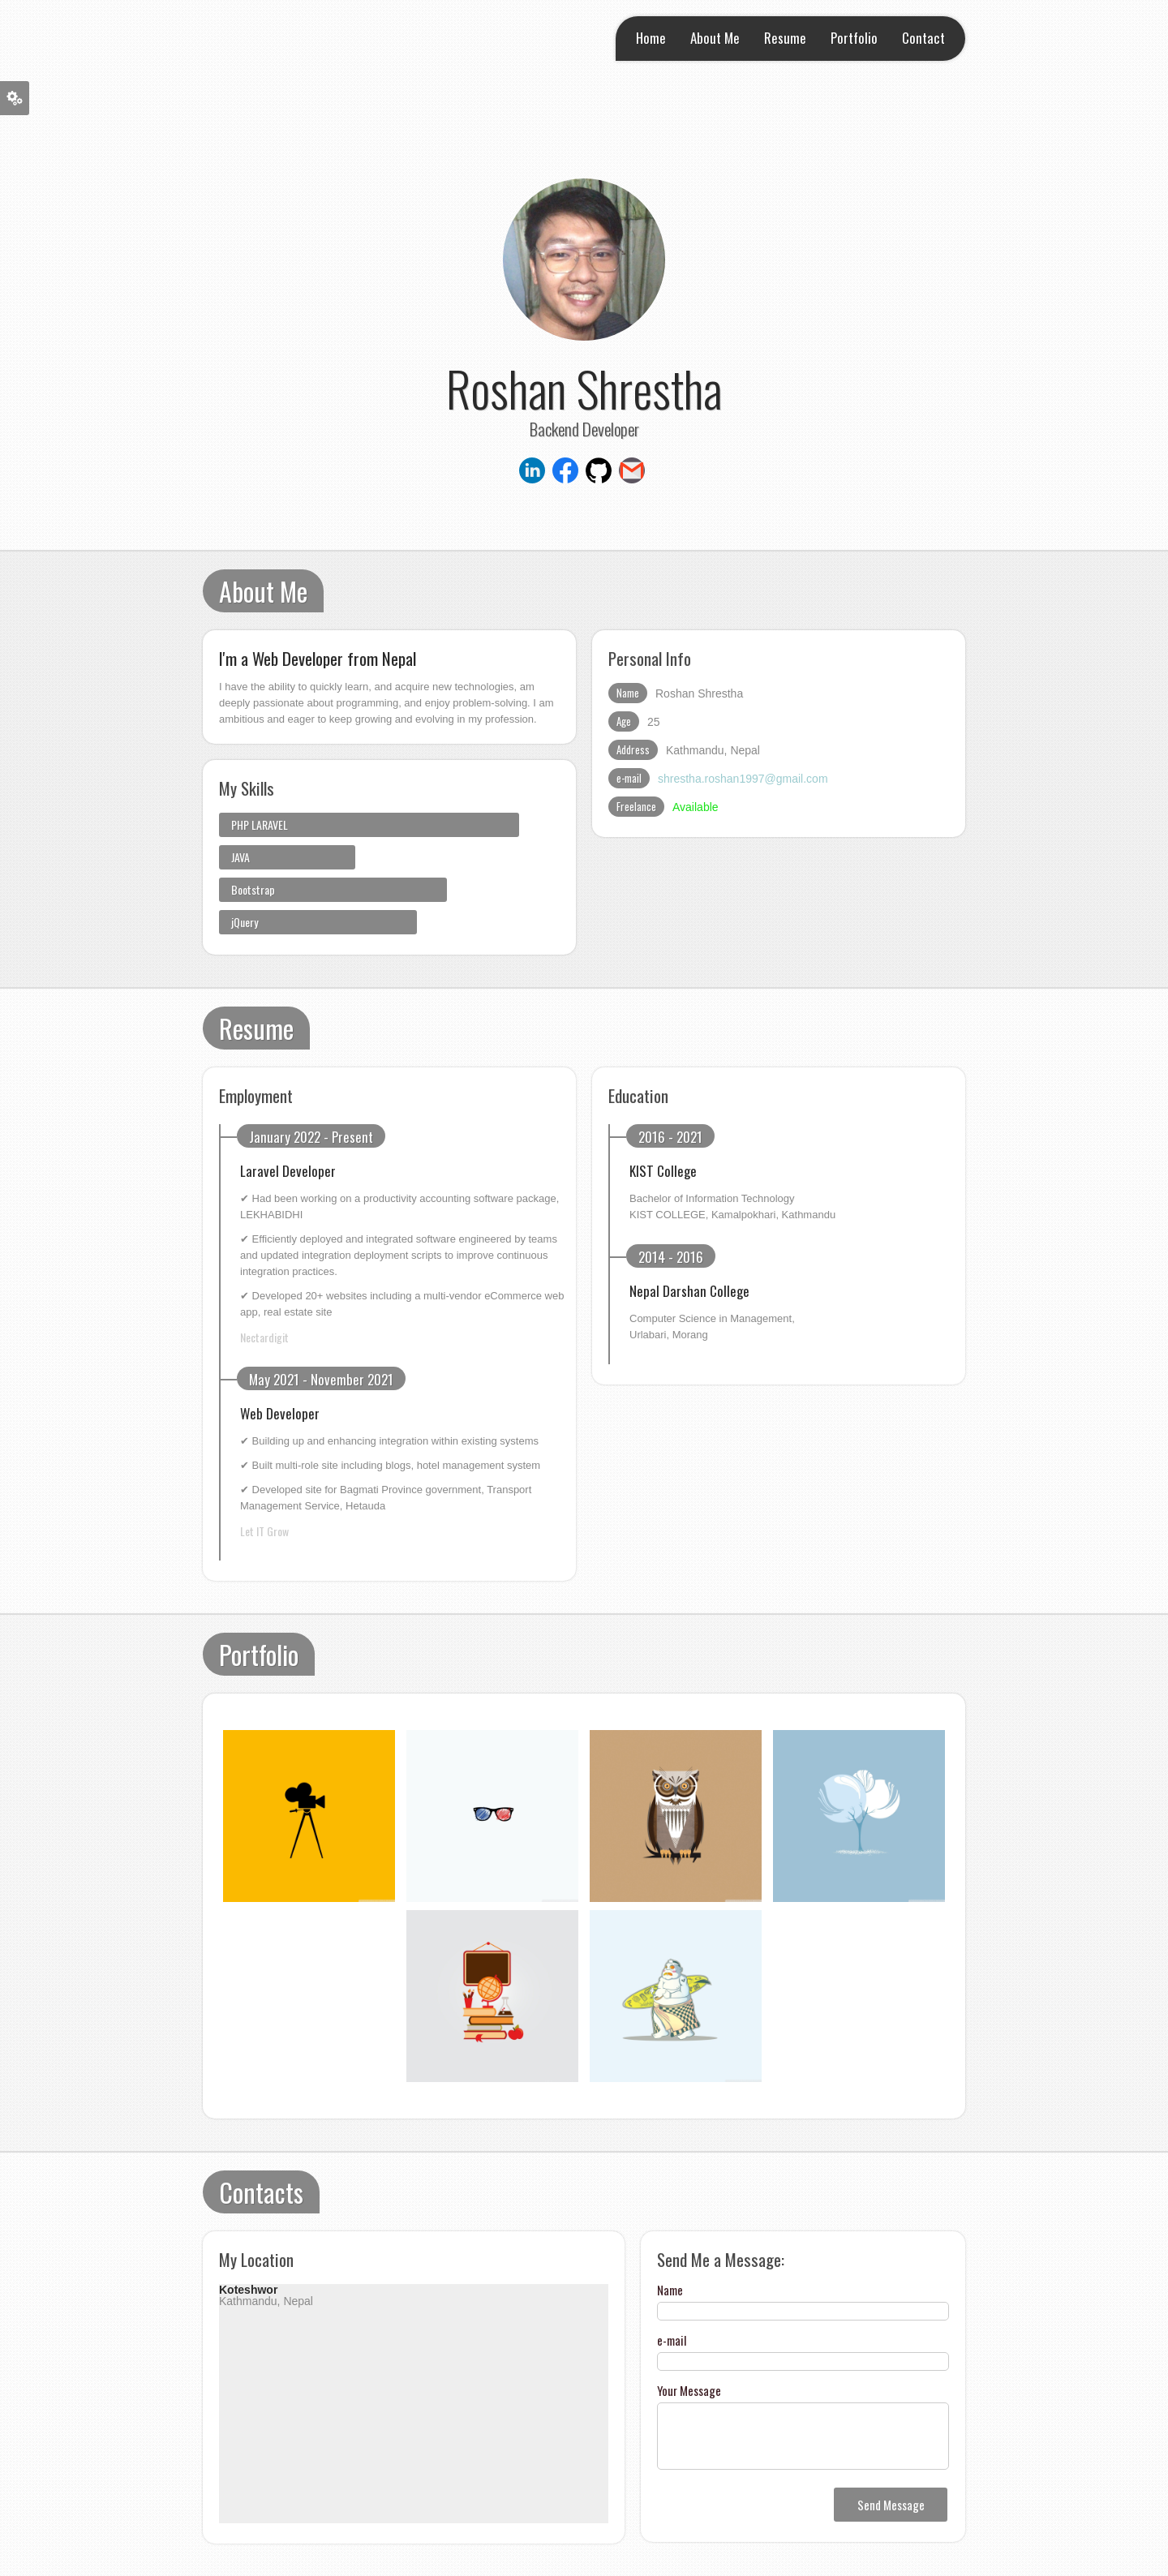 Home About Me Resume Portfolio Contact
Roshan Shrestha
Backend Developer
in
About Me
I'm a Web Developer from Nepal
I have the ability to quickly learn, and acquire new technologies, am
deeply passionate about programming, and enjoy problem-solving. I am
ambitious and eager to keep growing and evolving in my profession.
My Skills
PHP LARAVEL
JAVA
Bootstrap
jQuery
Personal Info
Name Roshan Shrestha
Age 25
Address Kathmandu, Nepal
e-mail shrestha.roshan1997@gmail.com
Freelance Available
Resume
Employment
January 2022 - Present
Laravel Developer
✔ Had been working on a productivity accounting software package,
LEKHABIDHI
✔ Efficiently deployed and integrated software engineered by teams
and updated integration deployment scripts to improve continuous
integration practices.
✔ Developed 20+ websites including a multi-vendor eCommerce web
app, real estate site
Nectardigit
May 2021 - November 2021
Web Developer
✔ Building up and enhancing integration within existing systems
✔ Built multi-role site including blogs, hotel management system
✔ Developed site for Bagmati Province government, Transport
Management Service, Hetauda
Let IT Grow
Education
2016 - 2021
KIST College
Bachelor of Information Technology
KIST COLLEGE, Kamalpokhari, Kathmandu
2014 - 2016
Nepal Darshan College
Computer Science in Management,
Urlabari, Morang
Portfolio
Contacts
My Location
Koteshwor
Kathmandu, Nepal
Send Me a Message:
Name
e-mail
Your Message
Send Message